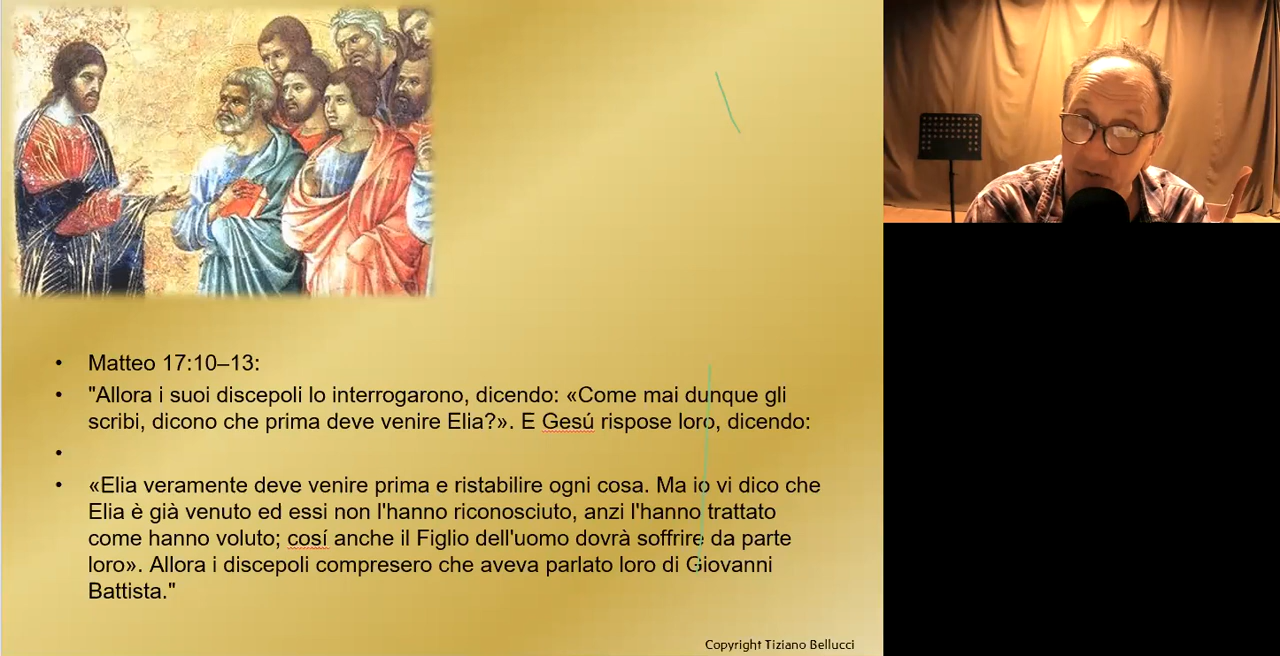 • Matteo 17:10–13:
• "Allora i suoi discepoli lo interrogarono, dicendo: «Come mai dunque gli
scribi, dicono che prima deve venire Elia?». E Gesú rispose loro, dicendo:
•
• «Elia veramente deve venire prima e ristabilire ogni cosa. Ma io vi dico che
Elia è già venuto ed essi non l'hanno riconosciuto, anzi l'hanno trattato
come hanno voluto; cosí anche il Figlio dell'uomo dovrà soffrire da parte
loro». Allora i discepoli compresero che aveva parlato loro di Giovanni
Battista."
Copyright Tiziano Bellucci